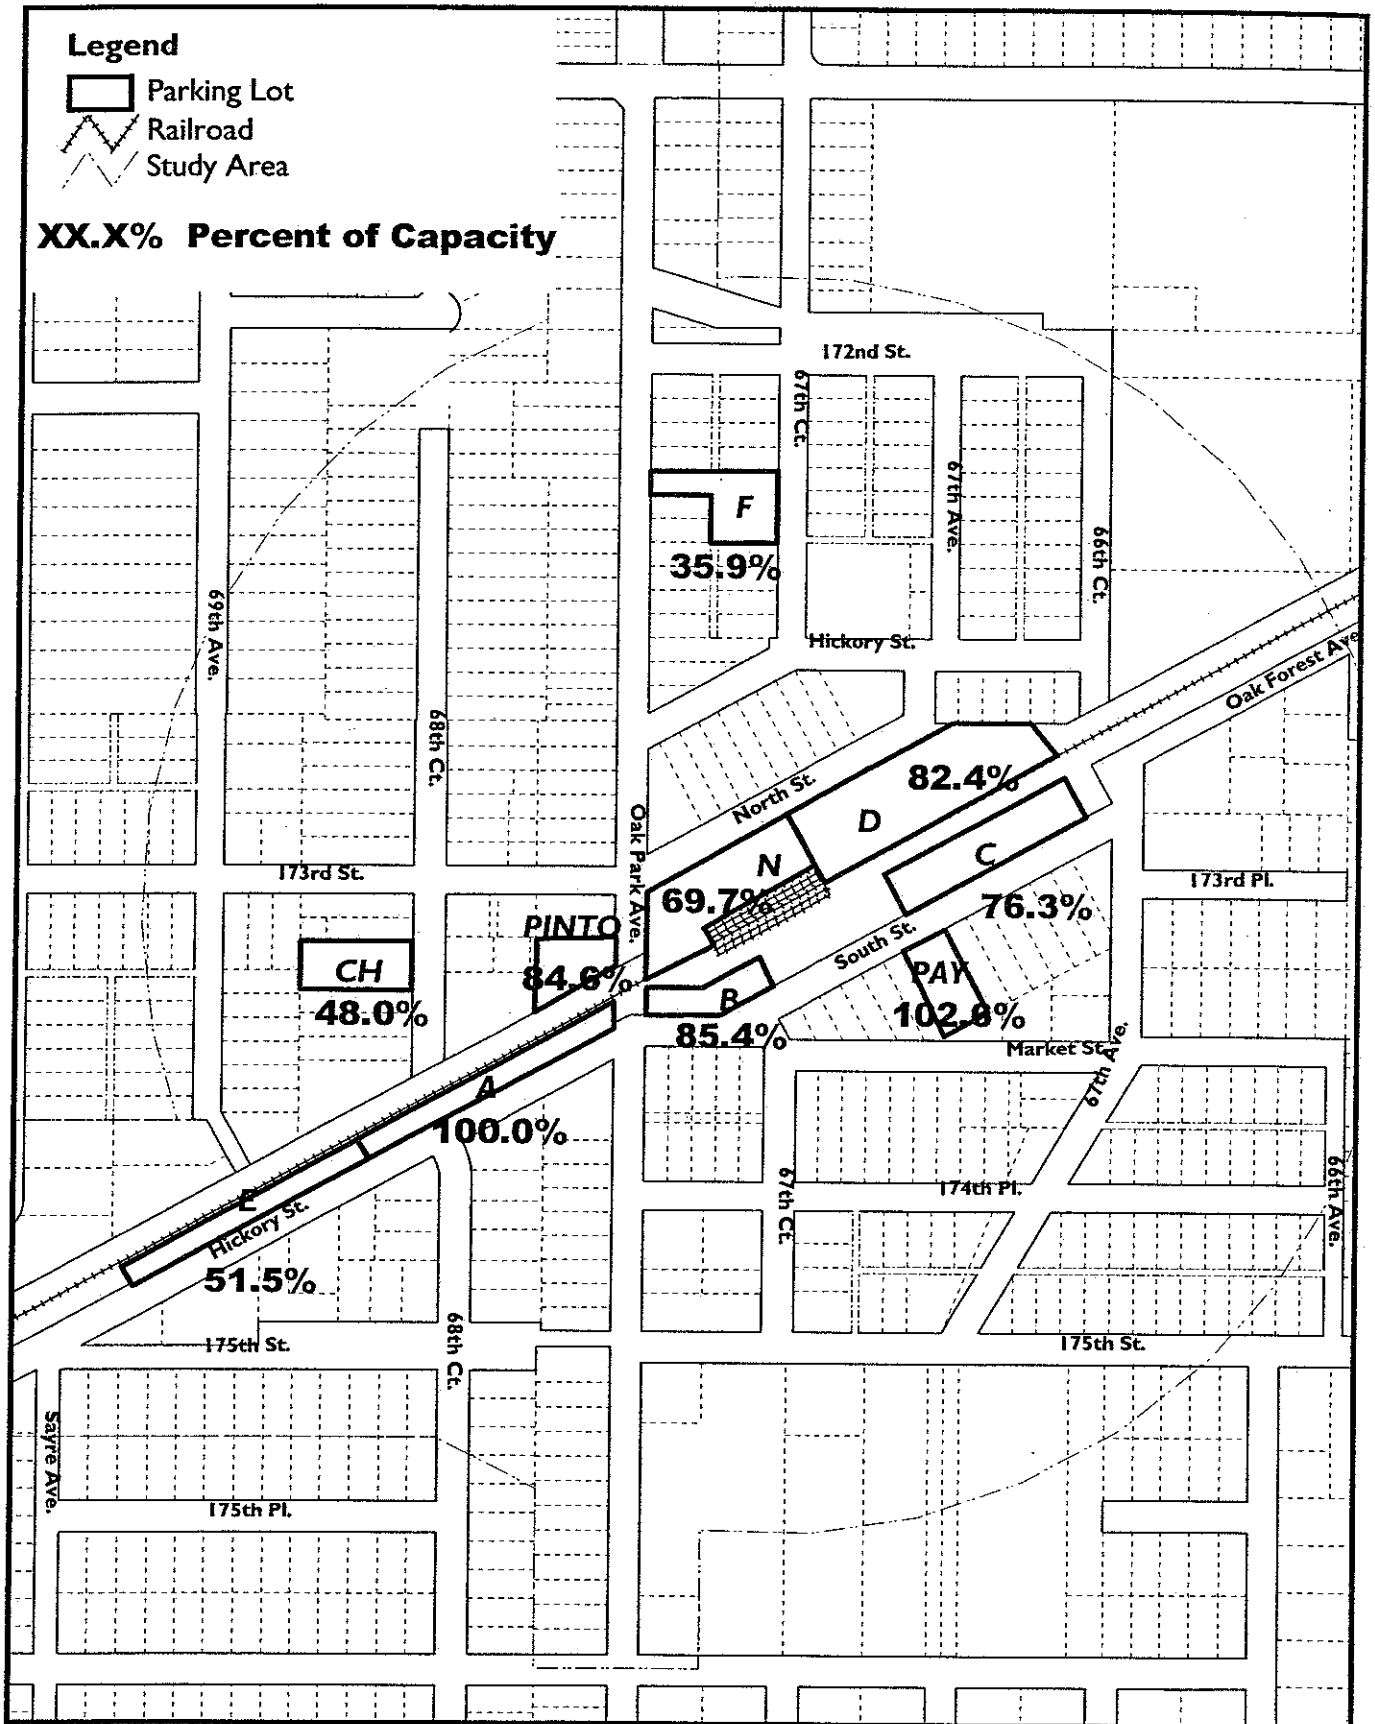 Legend
Parking Lot
Railroad
Study Area
XX.X% Percent of Capacity
172nd St.
67th Ct.
67th Ave.
66th Ct.
F
35.9%
69th Ave.
Hickory St.
Oak Forest Ave
68th Ct.
North St.
82.4%
D
Oak Park Ave.
N
C
173rd St.
173rd Pl.
69.7%
76.3%
PINTO
South St.
CH
84.6%
PAY
48.0%
B
102.6%
85.4%
Market St.
67th Ave.
A
100.0%
E
Hickory St.
174th Pl.
67th Ct.
66th Ave.
51.5%
175th St.
68th Ct.
175th St.
Sayre Ave.
175th Pl.